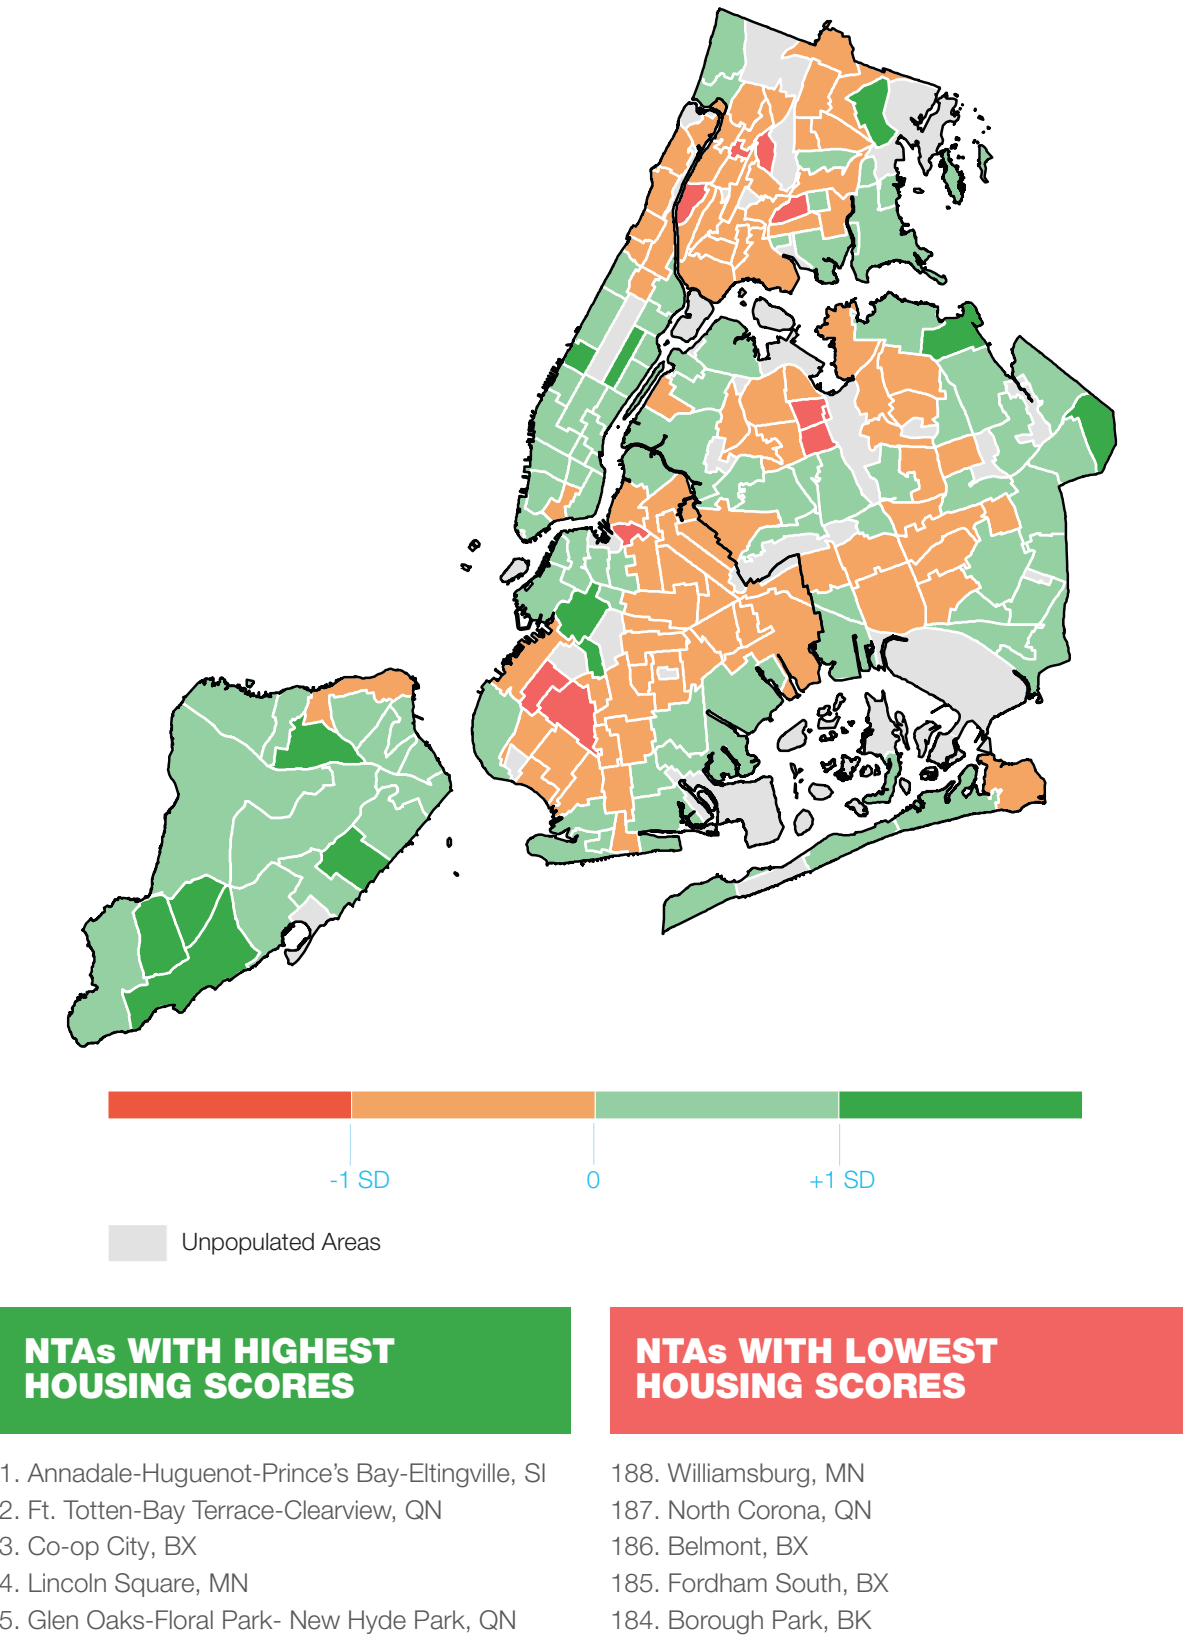 -1 SD
0
+1 SD
Unpopulated Areas
NTAs WITH HIGHEST
HOUSING SCORES
1. Annadale-Huguenot-Prince's Bay-Eltingville, SI
2. Ft. Totten-Bay Terrace-Clearview, QN
3. Co-op City, BX
4. Lincoln Square, MN
5. Glen Oaks-Floral Park- New Hyde Park, QN
NTAs WITH LOWEST
HOUSING SCORES
188. Williamsburg, MN
187. North Corona, QN
186. Belmont, BX
185. Fordham South, BX
184. Borough Park, BK